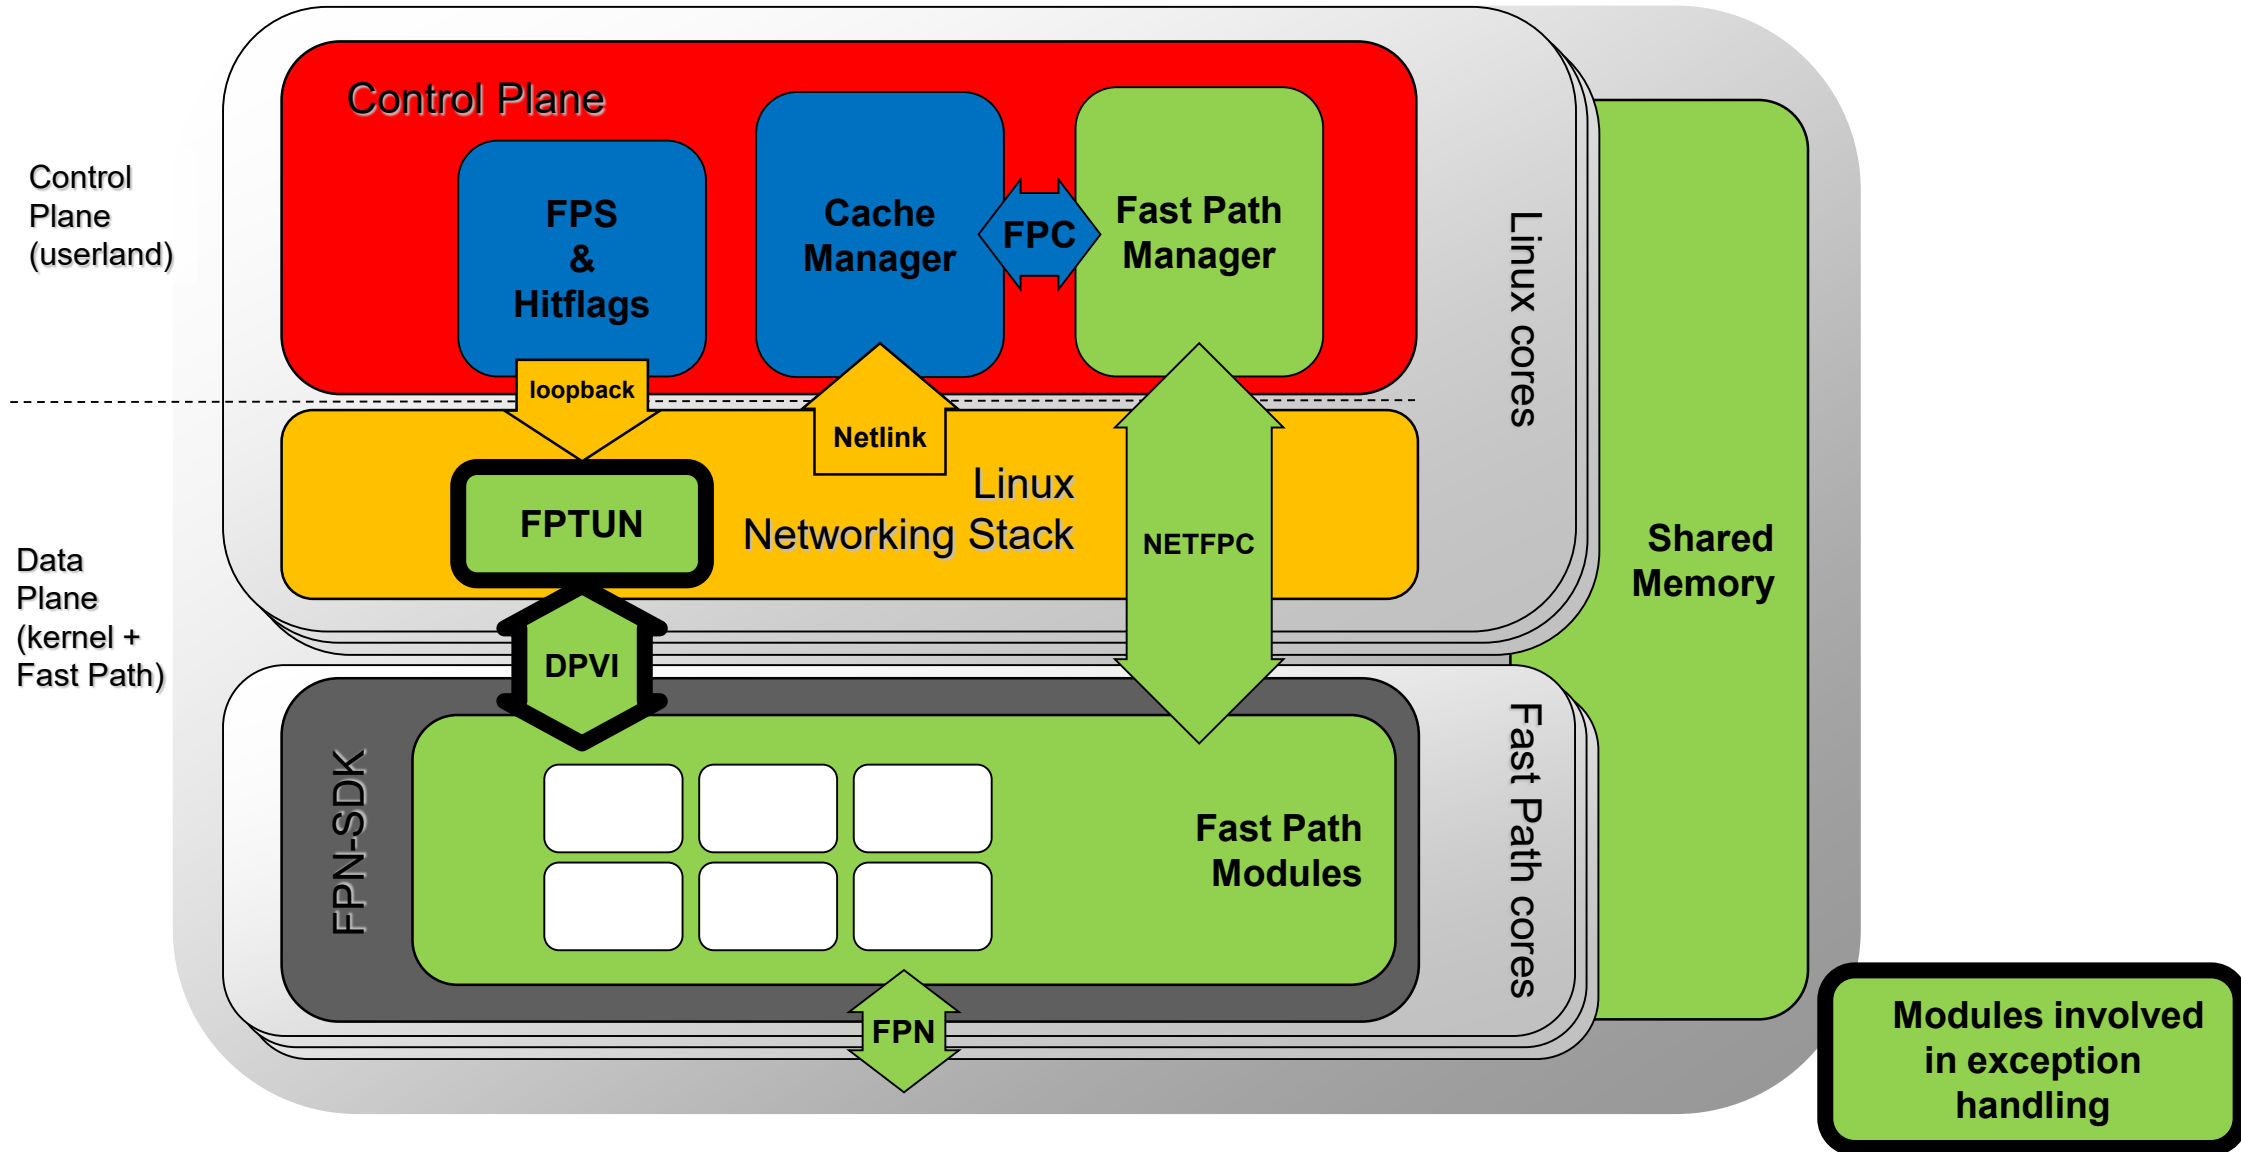 Control Plane
Control
Plane
(userland)
FPS
&
Hitflags
Cache
Manager
FPC
Fast Path
Manager
Linux cores
loopback
Netlink
Linux
Networking Stack
FPTUN
NETFPC
Shared
Memory
Data
Plane
(kernel +
Fast Path)
DPVI
FPN-SDK
Fast Path
Modules
Fast Path cores
FPN
Modules involved
in exception
handling